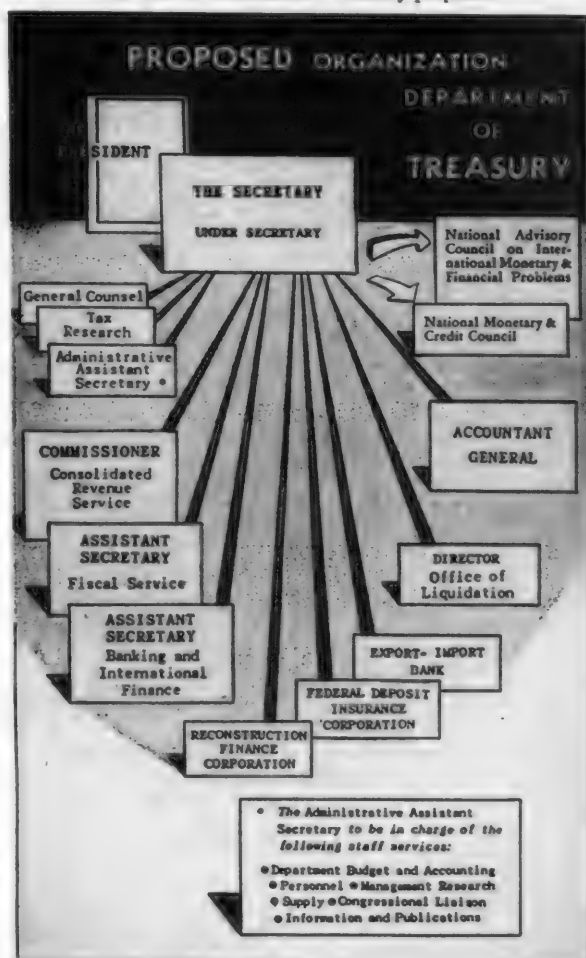 PROPOSED ORGANIZATION
DEPARTMENT
OF
TREASURY
THE SECRETARY
UNDER SECRETARY
National Advisory
Council on Inter-
national Monetary &
Financial Problems
National Monetary &
Credit Council
General Counsel
Tax
Research
Administrative
Assistant
Secretary *
COMMISSIONER
Consolidated
Revenue
Service
ASSISTANT
SECRETARY
Fiscal Service
ASSISTANT
SECRETARY
Banking and
International
Finance
RECONSTRUCTION
FINANCE
CORPORATION
FEDERAL DEPOSIT
INSURANCE
CORPORATION
EXPORT-IMPORT
BANK
DIRECTOR
Office of
Liquidation
ACCOUNTANT
GENERAL
* The Administrative Assistant
Secretary to be in charge of the
following staff services:
• Department Budget and Accounting
• Personnel • Management Research
• Supply • Congressional Liaison
• Information and Publications